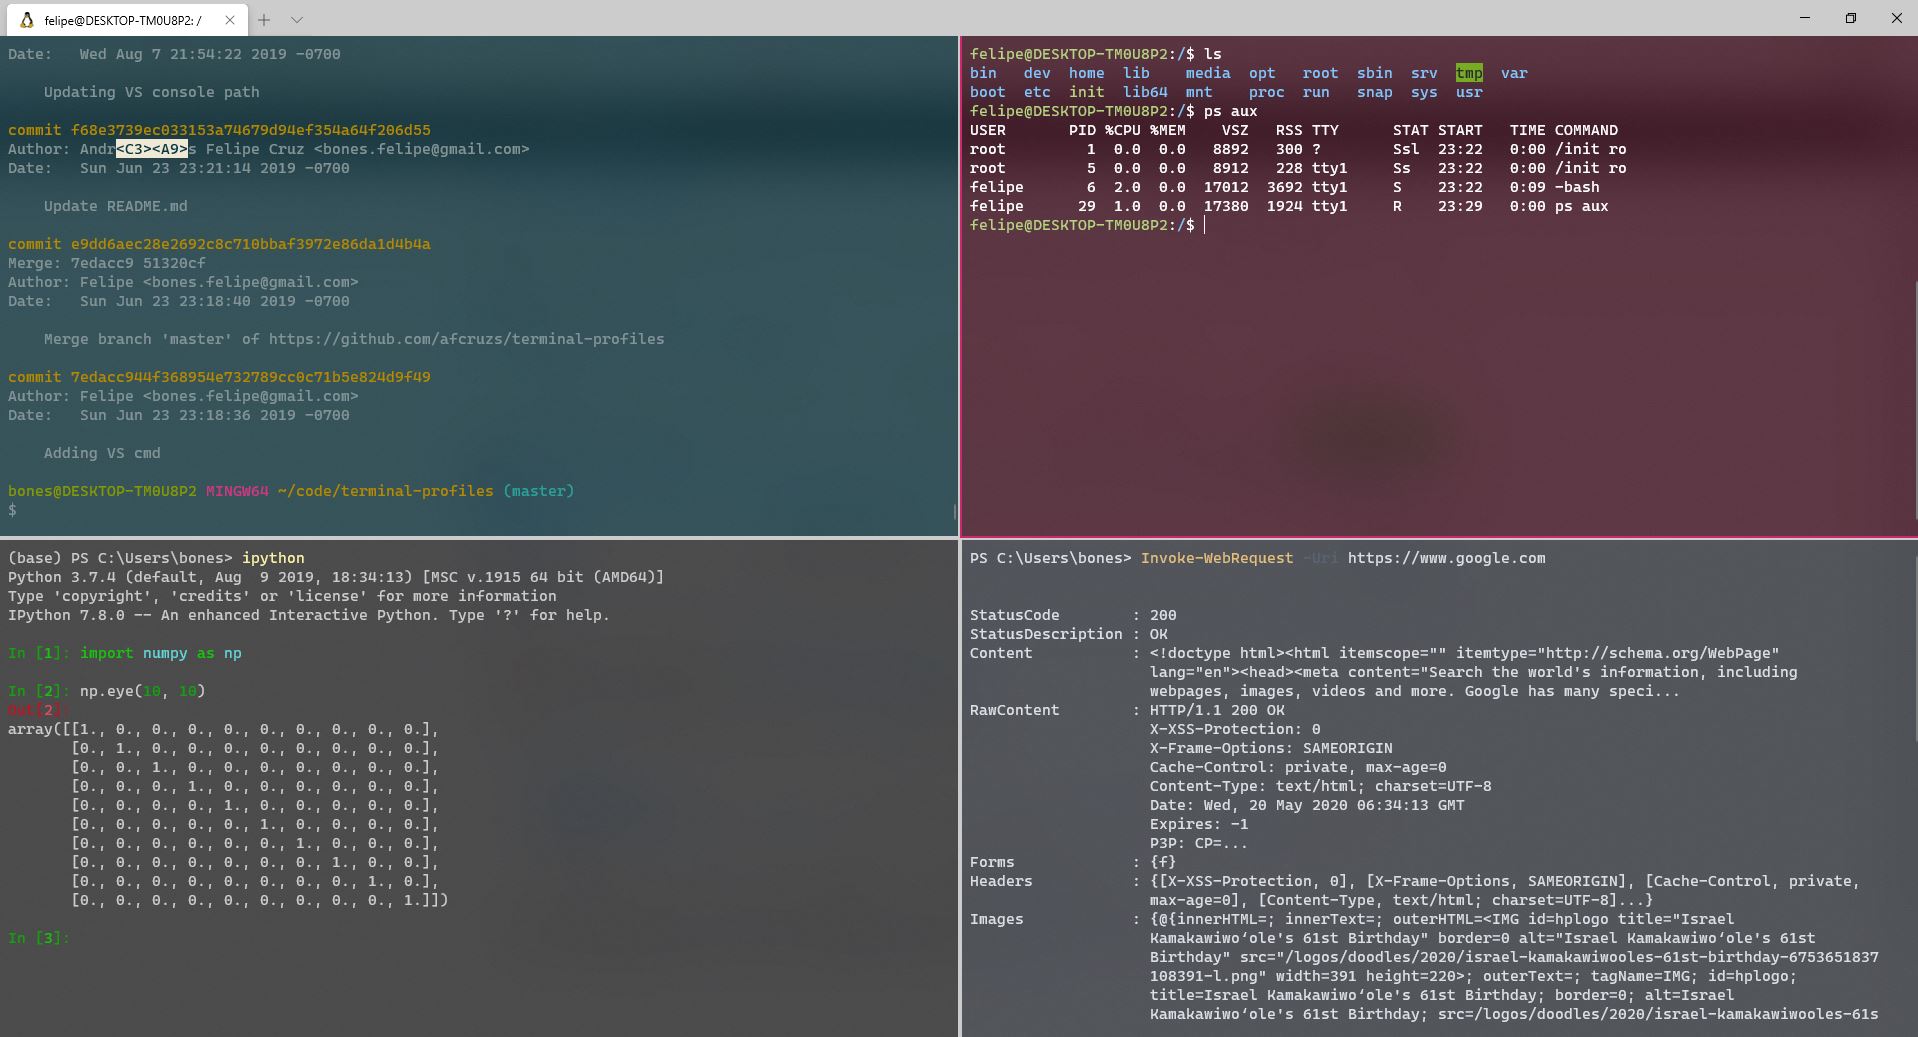 felipe@DESKTOP-TM0U8P2: /
Date:   Wed Aug 7 21:54:22 2019 -0700
    Updating VS console path
commit f68e3739ec033153a74679d94ef354a64f206d55
Author: Andr<C3><A9>s Felipe Cruz <bones.felipe@gmail.com>
Date:   Sun Jun 23 23:21:14 2019 -0700
    Update README.md
commit e9dd6aec28e2692c8c710bbaf3972e86da1d4b4a
Merge: 7edacc9 51320cf
Author: Felipe <bones.felipe@gmail.com>
Date:   Sun Jun 23 23:18:40 2019 -0700
    Merge branch 'master' of https://github.com/afcruzs/terminal-profiles
commit 7edacc944f368954e732789cc0c71b5e824d9f49
Author: Felipe <bones.felipe@gmail.com>
Date:   Sun Jun 23 23:18:36 2019 -0700
    Adding VS cmd
bones@DESKTOP-TM0U8P2 MINGW64 ~/code/terminal-profiles (master)
$
felipe@DESKTOP-TM0U8P2:/$ ls
bin   dev  home  lib    media  opt   root  sbin  srv  tmp  var
boot  etc  init  lib64  mnt    proc  run   snap  sys  usr
felipe@DESKTOP-TM0U8P2:/$ ps aux
USER       PID %CPU %MEM    VSZ   RSS TTY      STAT START   TIME COMMAND
root         1  0.0  0.0   8892   300 ?        Ssl  23:22   0:00 /init ro
root         5  0.0  0.0   8912   228 tty1     Ss   23:22   0:00 /init ro
felipe       6  2.0  0.0  17012  3692 tty1     S    23:22   0:09 -bash
felipe      29  1.0  0.0  17380  1924 tty1     R    23:29   0:00 ps aux
felipe@DESKTOP-TM0U8P2:/$
(base) PS C:\Users\bones> ipython
Python 3.7.4 (default, Aug  9 2019, 18:34:13) [MSC v.1915 64 bit (AMD64)]
Type 'copyright', 'credits' or 'license' for more information
IPython 7.8.0 -- An enhanced Interactive Python. Type '?' for help.
In [1]: import numpy as np
In [2]: np.eye(10, 10)
Out[2]:
array([[1., 0., 0., 0., 0., 0., 0., 0., 0., 0.],
       [0., 1., 0., 0., 0., 0., 0., 0., 0., 0.],
       [0., 0., 1., 0., 0., 0., 0., 0., 0., 0.],
       [0., 0., 0., 1., 0., 0., 0., 0., 0., 0.],
       [0., 0., 0., 0., 1., 0., 0., 0., 0., 0.],
       [0., 0., 0., 0., 0., 1., 0., 0., 0., 0.],
       [0., 0., 0., 0., 0., 0., 1., 0., 0., 0.],
       [0., 0., 0., 0., 0., 0., 0., 1., 0., 0.],
       [0., 0., 0., 0., 0., 0., 0., 0., 1., 0.],
       [0., 0., 0., 0., 0., 0., 0., 0., 0., 1.]])
In [3]:
PS C:\Users\bones> Invoke-WebRequest -Uri https://www.google.com
StatusCode        : 200
StatusDescription : OK
Content           : <!doctype html><html itemscope="" itemtype="http://schema.org/WebPage"
                    lang="en"><head><meta content="Search the world's information, including
                    webpages, images, videos and more. Google has many speci...
RawContent        : HTTP/1.1 200 OK
                    X-XSS-Protection: 0
                    X-Frame-Options: SAMEORIGIN
                    Cache-Control: private, max-age=0
                    Content-Type: text/html; charset=UTF-8
                    Date: Wed, 20 May 2020 06:34:13 GMT
                    Expires: -1
                    P3P: CP=...
Forms             : {f}
Headers           : {[X-XSS-Protection, 0], [X-Frame-Options, SAMEORIGIN], [Cache-Control, private,
                    max-age=0], [Content-Type, text/html; charset=UTF-8]...}
Images            : {@{innerHTML=; innerText=; outerHTML=<IMG id=hplogo title="Israel
                    Kamakawiwoʻole's 61st Birthday" border=0 alt="Israel Kamakawiwoʻole's 61st
                    Birthday" src="/logos/doodles/2020/israel-kamakawiwooles-61st-birthday-6753651837
                    108391-l.png" width=391 height=220>; outerText=; tagName=IMG; id=hplogo;
                    title=Israel Kamakawiwoʻole's 61st Birthday; border=0; alt=Israel
                    Kamakawiwoʻole's 61st Birthday; src=/logos/doodles/2020/israel-kamakawiwooles-61s